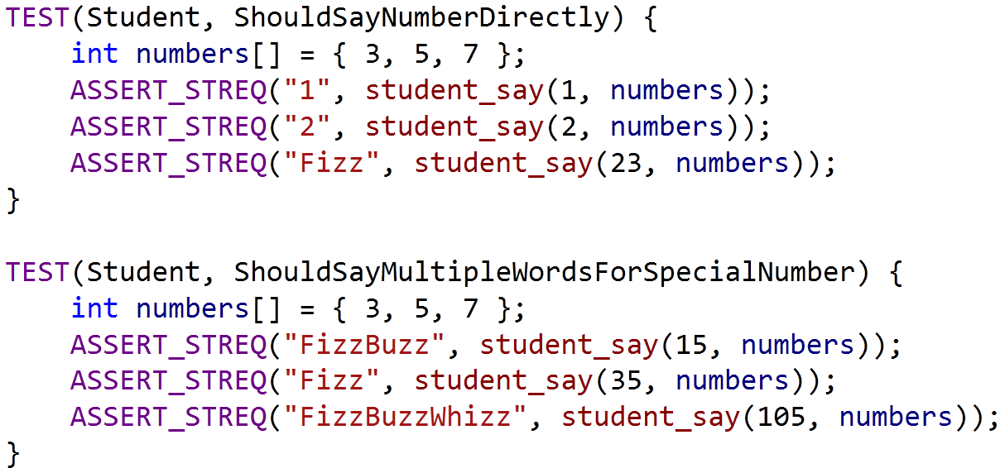 TEST(Student, ShouldSayNumberDirectly) {
    int numbers[] = { 3, 5, 7 };
    ASSERT_STREQ("1", student_say(1, numbers));
    ASSERT_STREQ("2", student_say(2, numbers));
    ASSERT_STREQ("Fizz", student_say(23, numbers));
}

TEST(Student, ShouldSayMultipleWordsForSpecialNumber) {
    int numbers[] = { 3, 5, 7 };
    ASSERT_STREQ("FizzBuzz", student_say(15, numbers));
    ASSERT_STREQ("Fizz", student_say(35, numbers));
    ASSERT_STREQ("FizzBuzzWhizz", student_say(105, numbers));
}